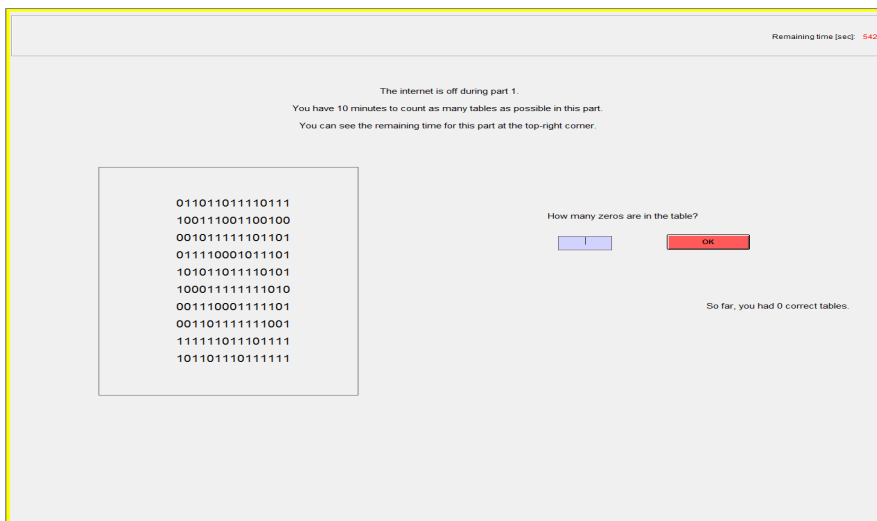 Remaining time [sec]: 542
The internet is off during part 1.
You have 10 minutes to count as many tables as possible in this part.
You can see the remaining time for this part at the top-right corner.
011011011110111
100111001100100
001011111101101
011110001011101
101011011110101
100011111111010
001110001111101
001101111111001
111111011101111
101101110111111
How many zeros are in the table?
OK
So far, you had 0 correct tables.